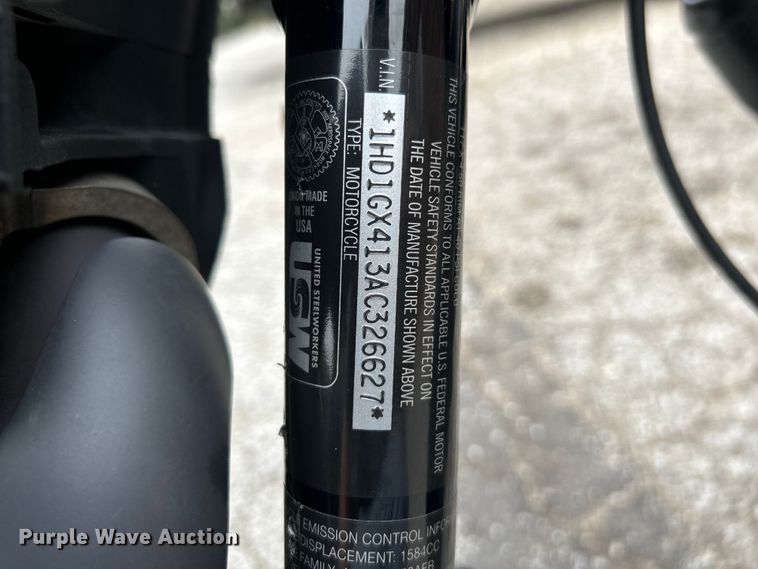 THIS VEHICLE CONFORMS TO ALL APPLICABLE U.S. FEDERAL MOTOR
VEHICLE SAFETY STANDARDS IN EFFECT ON
THE DATE OF MANUFACTURE SHOWN ABOVE
V.I.N.
*1HD1GX413AC326627*
TYPE: MOTORCYCLE
UNION MADE
IN THE
USA
USW
UNITED STEELWORKERS
EMISSION CONTROL
DISPLACEMENT: 1584CC
Purple Wave Auction